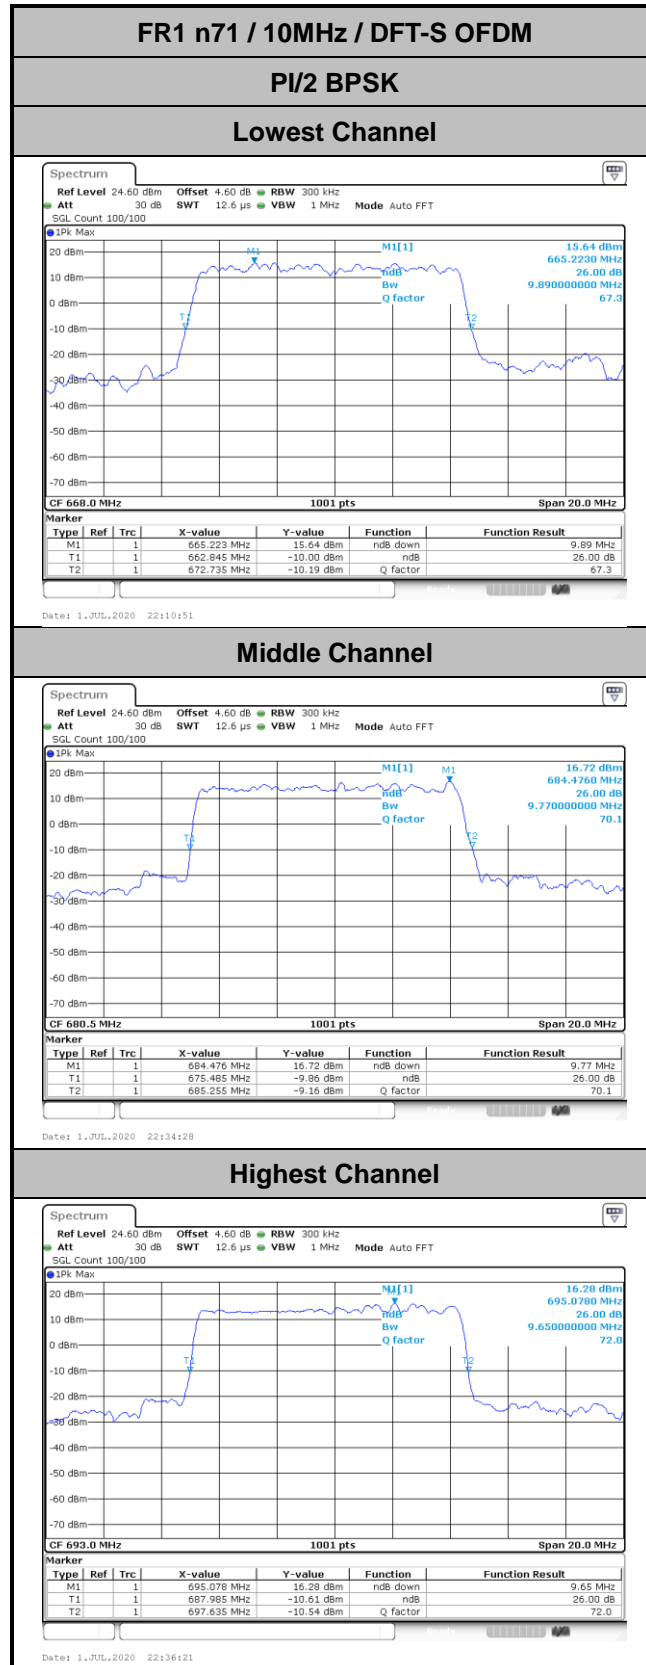 FR1 n71 / 10MHz / DFT-S OFDM
PI/2 BPSK
Lowest Channel
Spectrum
Ref Level 24.60 dBm Offset 4.60 dB RBW 300 kHz
Att 30 dB SWT 12.6 µs VBW 1 MHz Mode Auto FFT
SGL Count 100/100
1Pk Max
M1[1] 15.64 dBm
665.2230 MHz
ndB 26.00 dB
Bw 9.890000000 MHz
Q factor 67.3
M1
T1
T2
20 dBm
10 dBm
0 dBm
-10 dBm
-20 dBm
-30 dBm
-40 dBm
-50 dBm
-60 dBm
-70 dBm
CF 668.0 MHz 1001 pts Span 20.0 MHz
Marker
Type Ref Trc X-value Y-value Function Function Result
M1 1 665.223 MHz 15.64 dBm ndB down 9.89 MHz
T1 1 662.845 MHz -10.00 dBm ndB 26.00 dB
T2 1 672.735 MHz -10.19 dBm Q factor 67.3
Ready
Date: 1.JUL.2020 22:10:51
Middle Channel
Spectrum
Ref Level 24.60 dBm Offset 4.60 dB RBW 300 kHz
Att 30 dB SWT 12.6 µs VBW 1 MHz Mode Auto FFT
SGL Count 100/100
1Pk Max
M1[1] 16.72 dBm
684.4760 MHz
ndB 26.00 dB
Bw 9.770000000 MHz
Q factor 70.1
M1
T1
T2
20 dBm
10 dBm
0 dBm
-10 dBm
-20 dBm
-30 dBm
-40 dBm
-50 dBm
-60 dBm
-70 dBm
CF 680.5 MHz 1001 pts Span 20.0 MHz
Marker
Type Ref Trc X-value Y-value Function Function Result
M1 1 684.476 MHz 16.72 dBm ndB down 9.77 MHz
T1 1 675.485 MHz -9.86 dBm ndB 26.00 dB
T2 1 685.255 MHz -9.16 dBm Q factor 70.1
Ready
Date: 1.JUL.2020 22:34:28
Highest Channel
Spectrum
Ref Level 24.60 dBm Offset 4.60 dB RBW 300 kHz
Att 30 dB SWT 12.6 µs VBW 1 MHz Mode Auto FFT
SGL Count 100/100
1Pk Max
M1[1] 16.28 dBm
695.0780 MHz
ndB 26.00 dB
Bw 9.650000000 MHz
Q factor 72.0
T1
T2
20 dBm
10 dBm
0 dBm
-10 dBm
-20 dBm
-30 dBm
-40 dBm
-50 dBm
-60 dBm
-70 dBm
CF 693.0 MHz 1001 pts Span 20.0 MHz
Marker
Type Ref Trc X-value Y-value Function Function Result
M1 1 695.078 MHz 16.28 dBm ndB down 9.65 MHz
T1 1 687.985 MHz -10.61 dBm ndB 26.00 dB
T2 1 697.635 MHz -10.54 dBm Q factor 72.0
Ready
Date: 1.JUL.2020 22:36:21